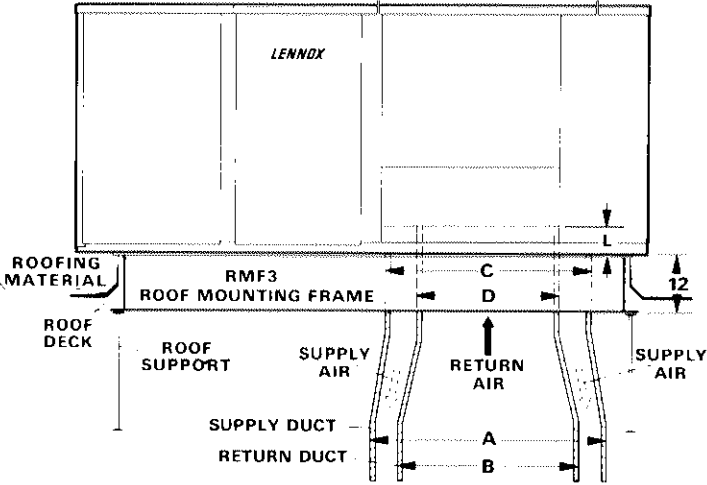 LENNOX
L
ROOFING
MATERIAL
RMF3
ROOF MOUNTING FRAME
C
D
12
ROOF
DECK
ROOF
SUPPORT
SUPPLY
AIR
RETURN
AIR
SUPPLY
AIR
SUPPLY DUCT
A
RETURN DUCT
B